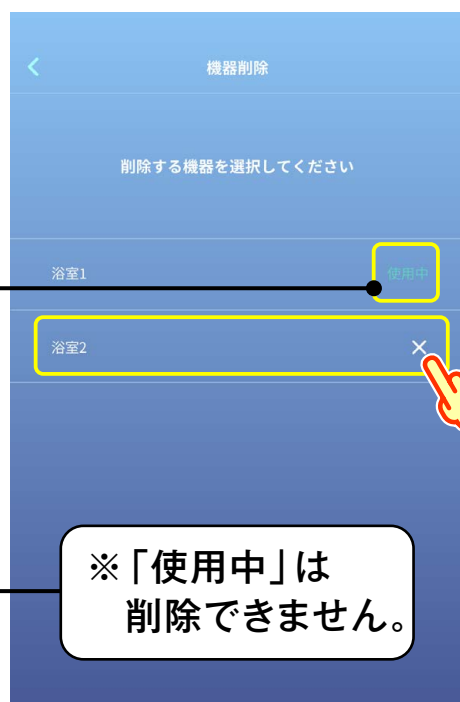 機器削除
削除する機器を選択してください
浴室1
使用中
浴室2
※「使用中」は
削除できません。